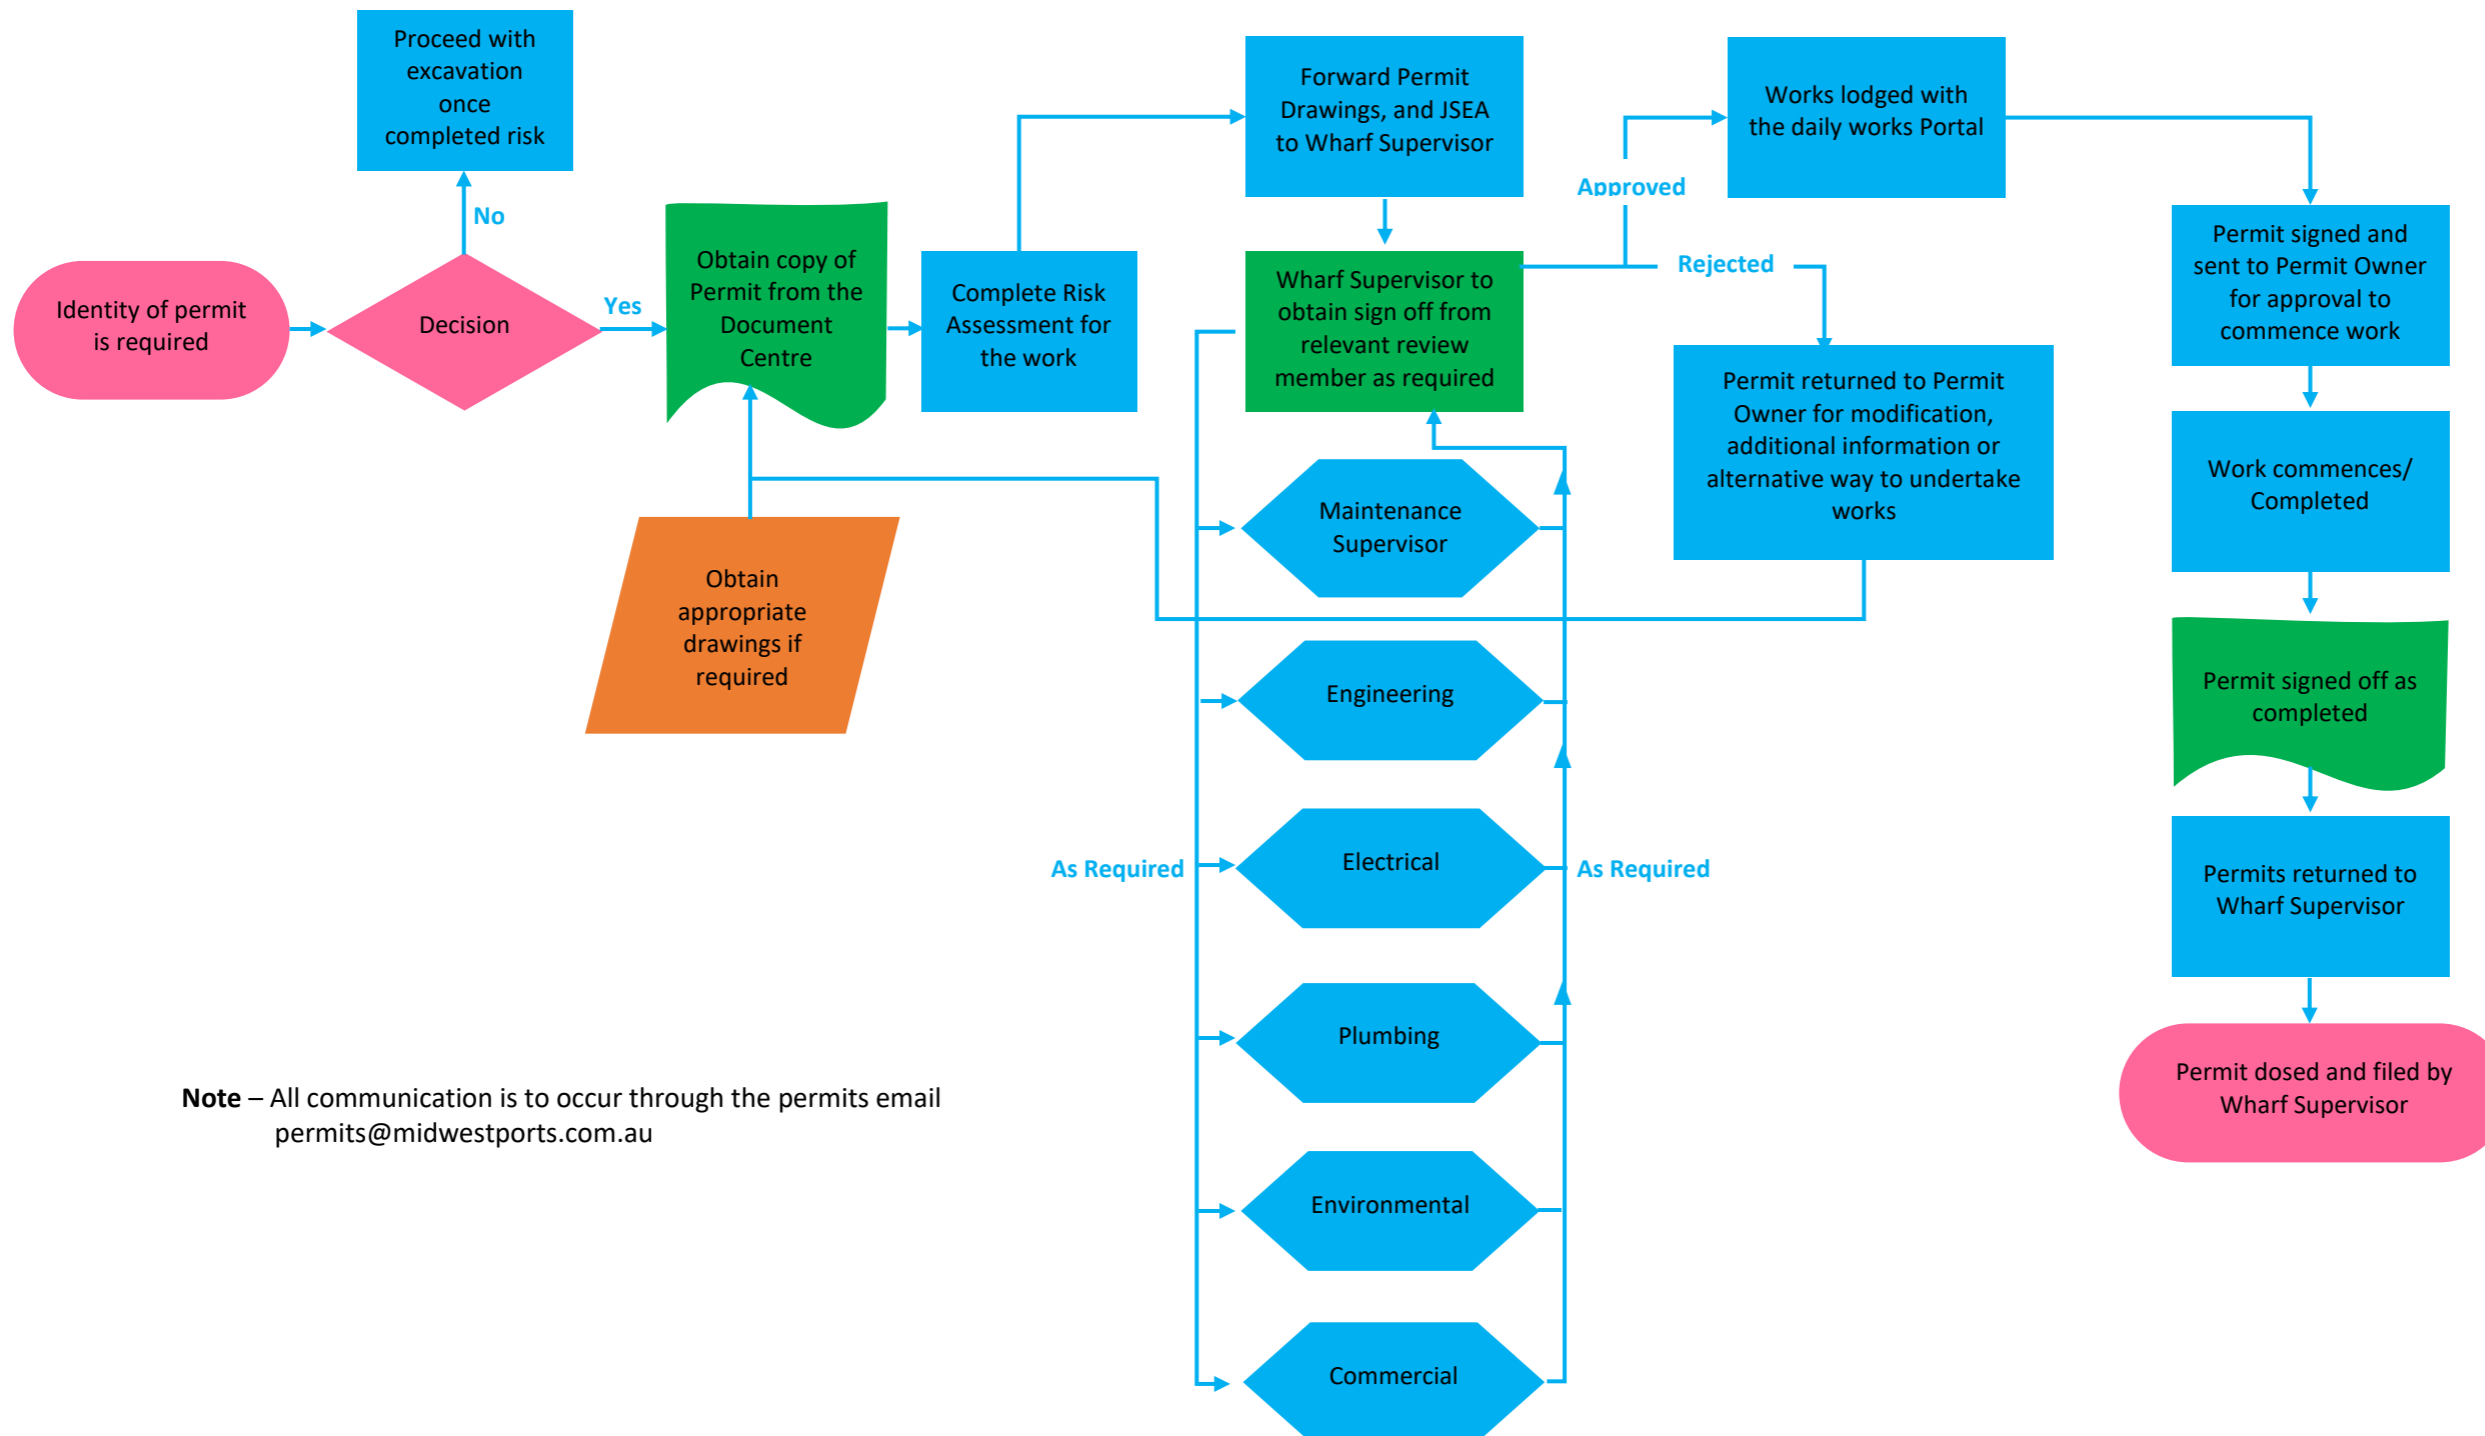 Proceed with
excavation
once
completed risk
No
Identity of permit
is required
Decision
Yes
Obtain copy of
Permit from the
Document
Centre
Obtain
appropriate
drawings if
required
Complete Risk
Assessment for
the work
Forward Permit
Drawings, and JSEA
to Wharf Supervisor
Wharf Supervisor to
obtain sign off from
relevant review
member as required
Maintenance
Supervisor
Engineering
As Required
Electrical
As Required
Plumbing
Environmental
Commercial
Approved
Rejected
Works lodged with
the daily works Portal
Permit returned to Permit
Owner for modification,
additional information or
alternative way to undertake
works
Permit signed and
sent to Permit Owner
for approval to
commence work
Work commences/
Completed
Permit signed off as
completed
Permits returned to
Wharf Supervisor
Permit dosed and filed by
Wharf Supervisor
Note – All communication is to occur through the permits email
permits@midwestports.com.au